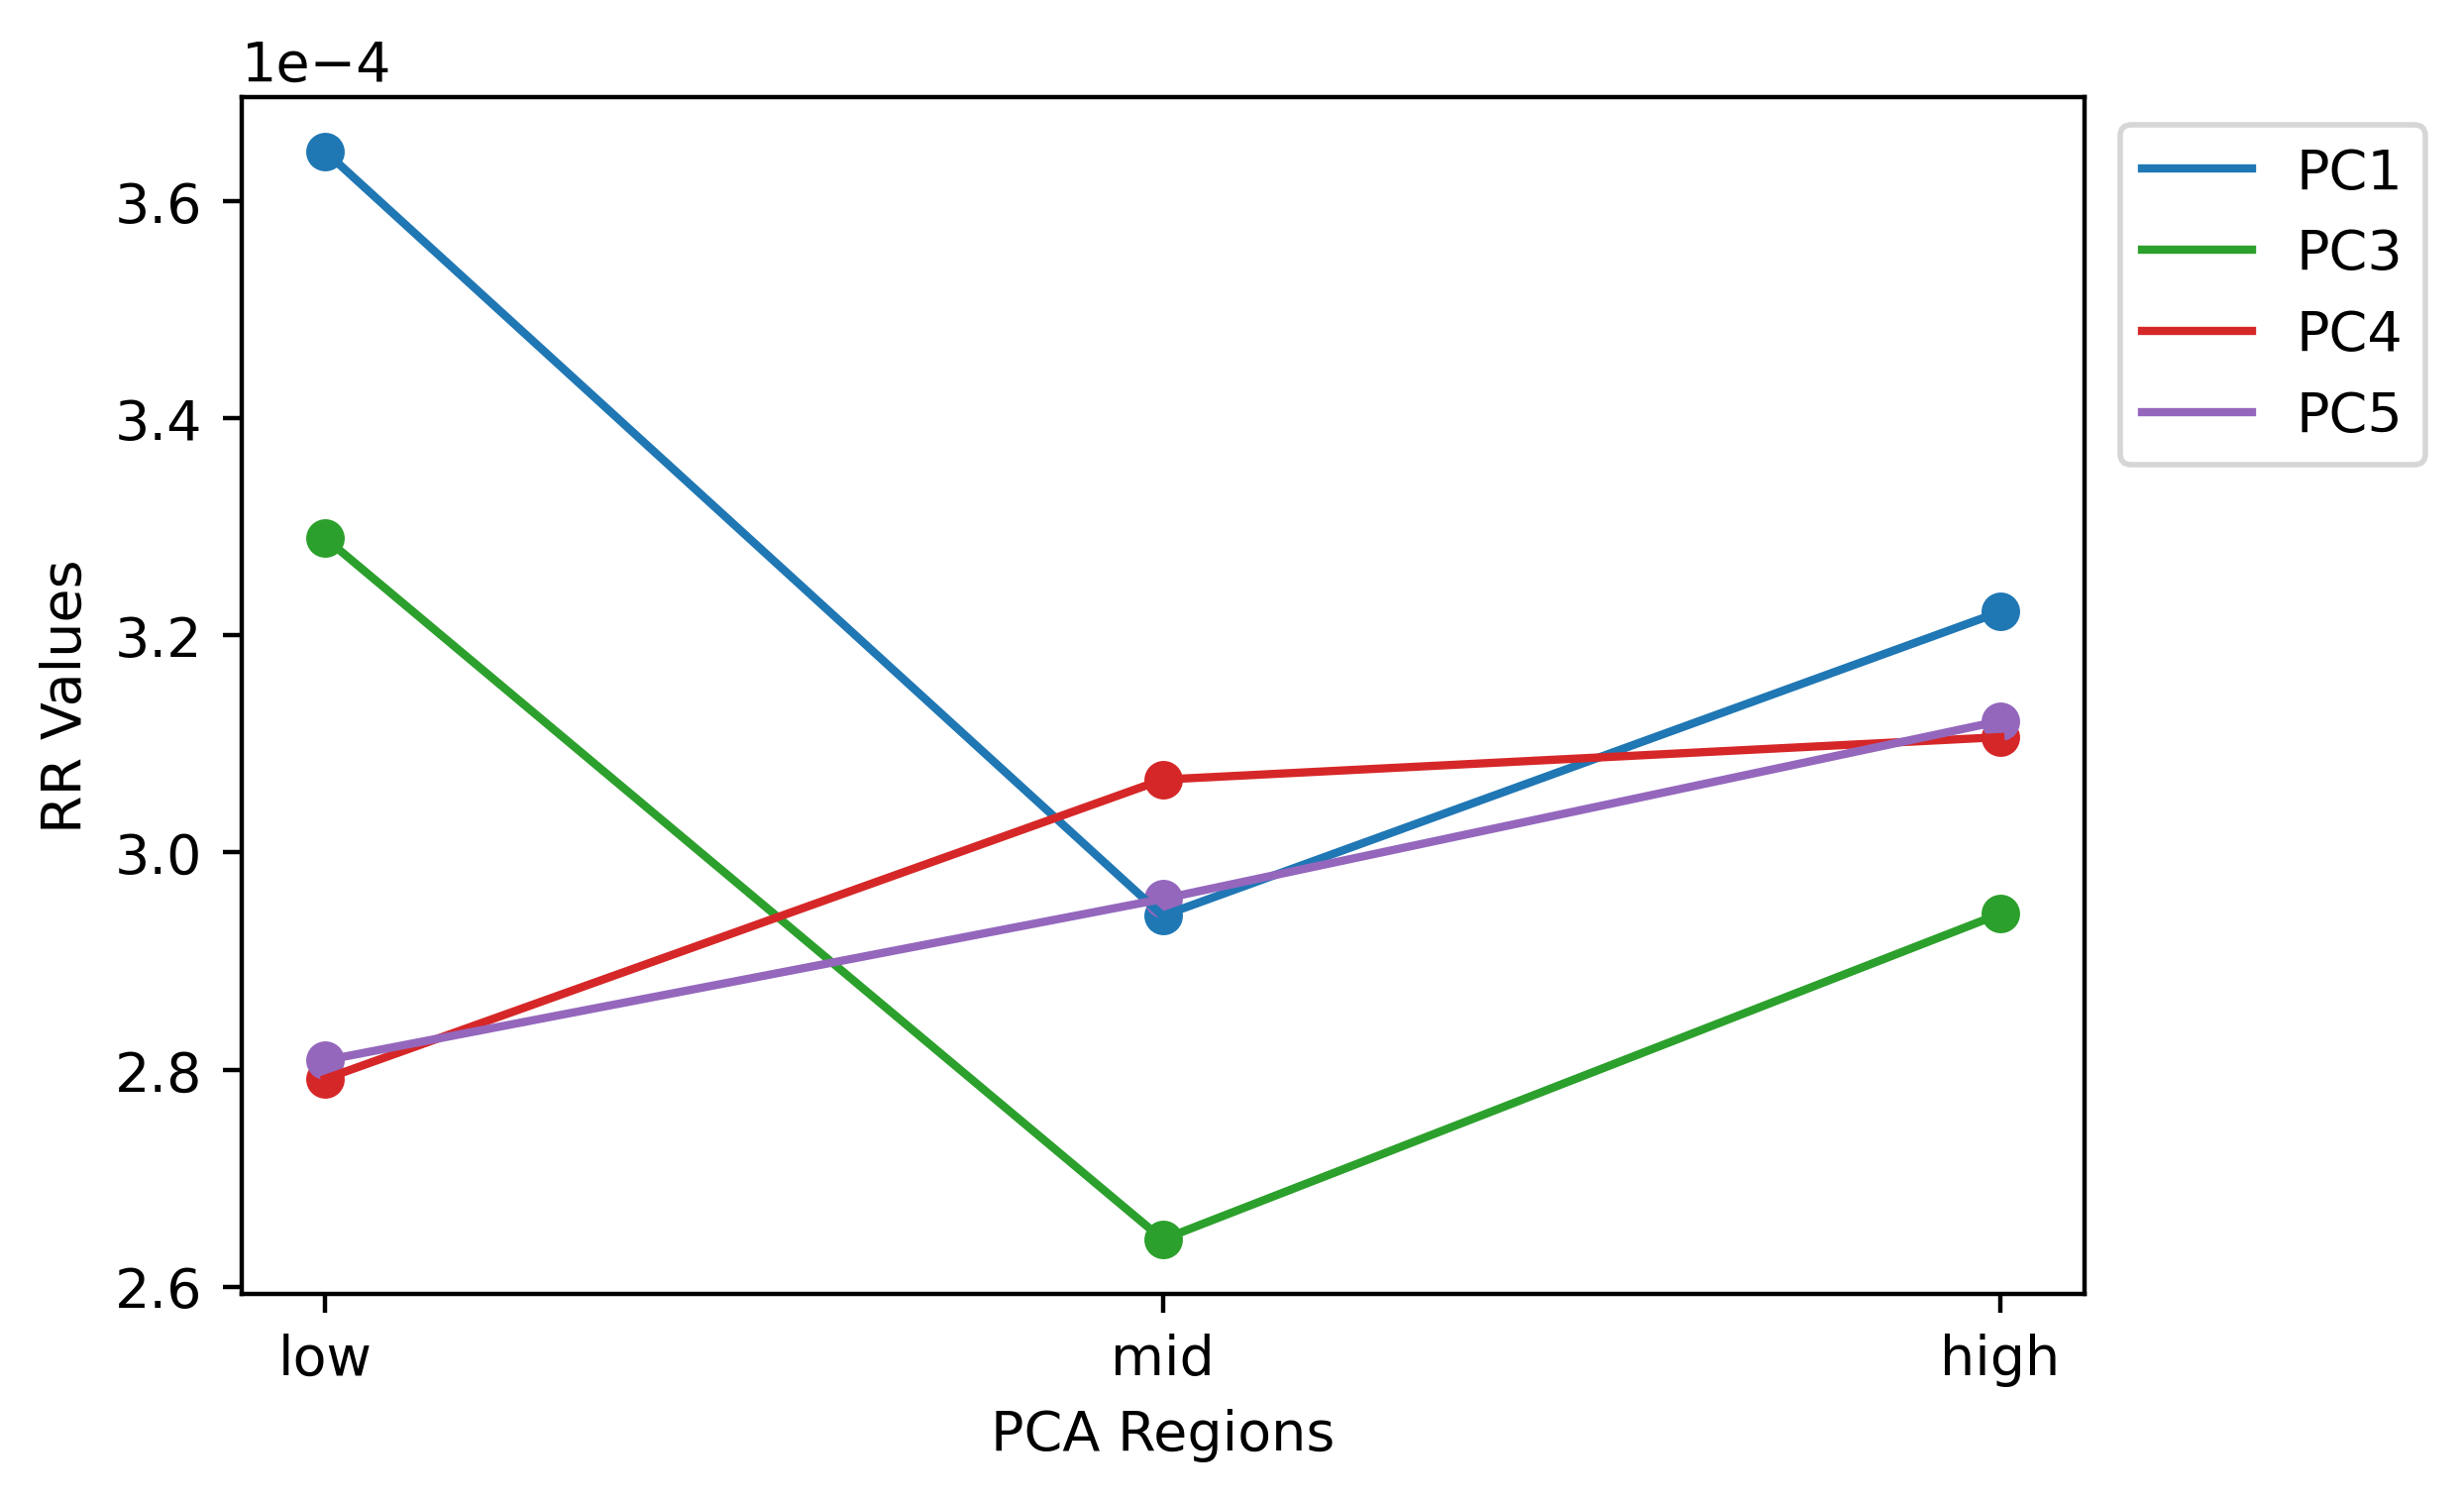 1e−4
3.6
3.4
3.2
3.0
2.8
2.6
RR Values
low
mid
high
PCA Regions
PC1
PC3
PC4
PC5